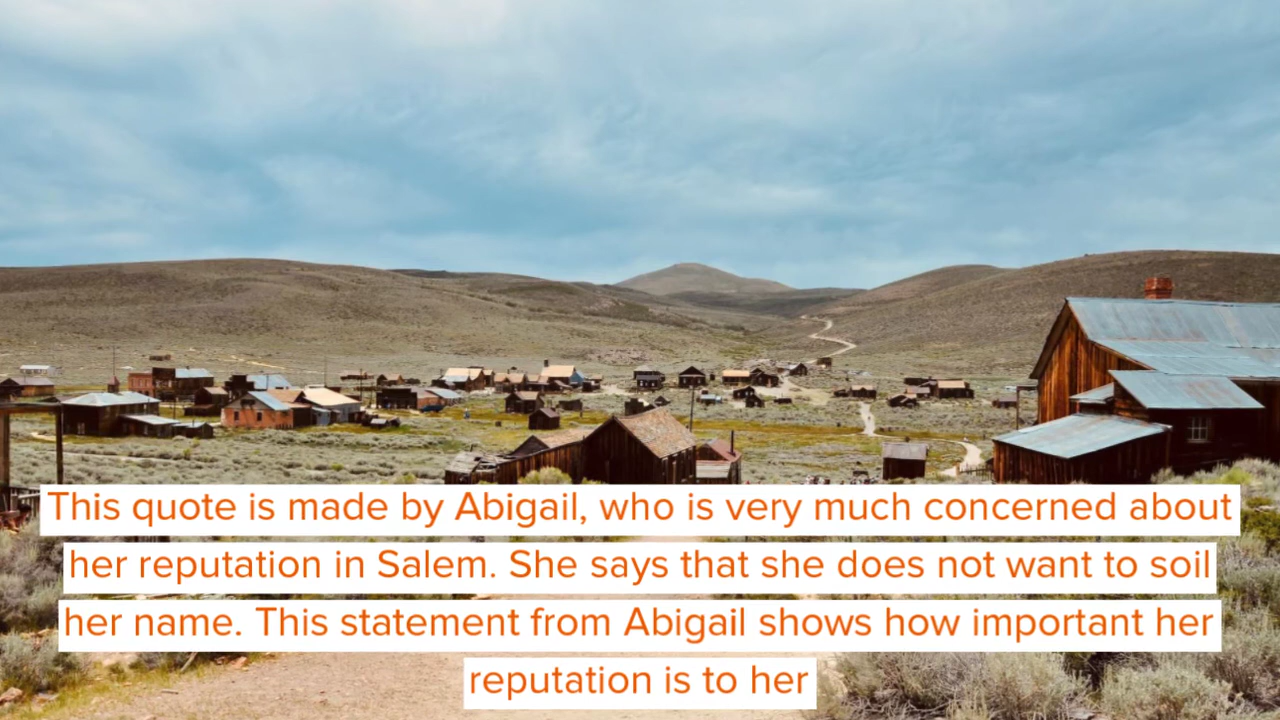 This quote is made by Abigail, who is very much concerned about
her reputation in Salem. She says that she does not want to soil
her name. This statement from Abigail shows how important her
reputation is to her